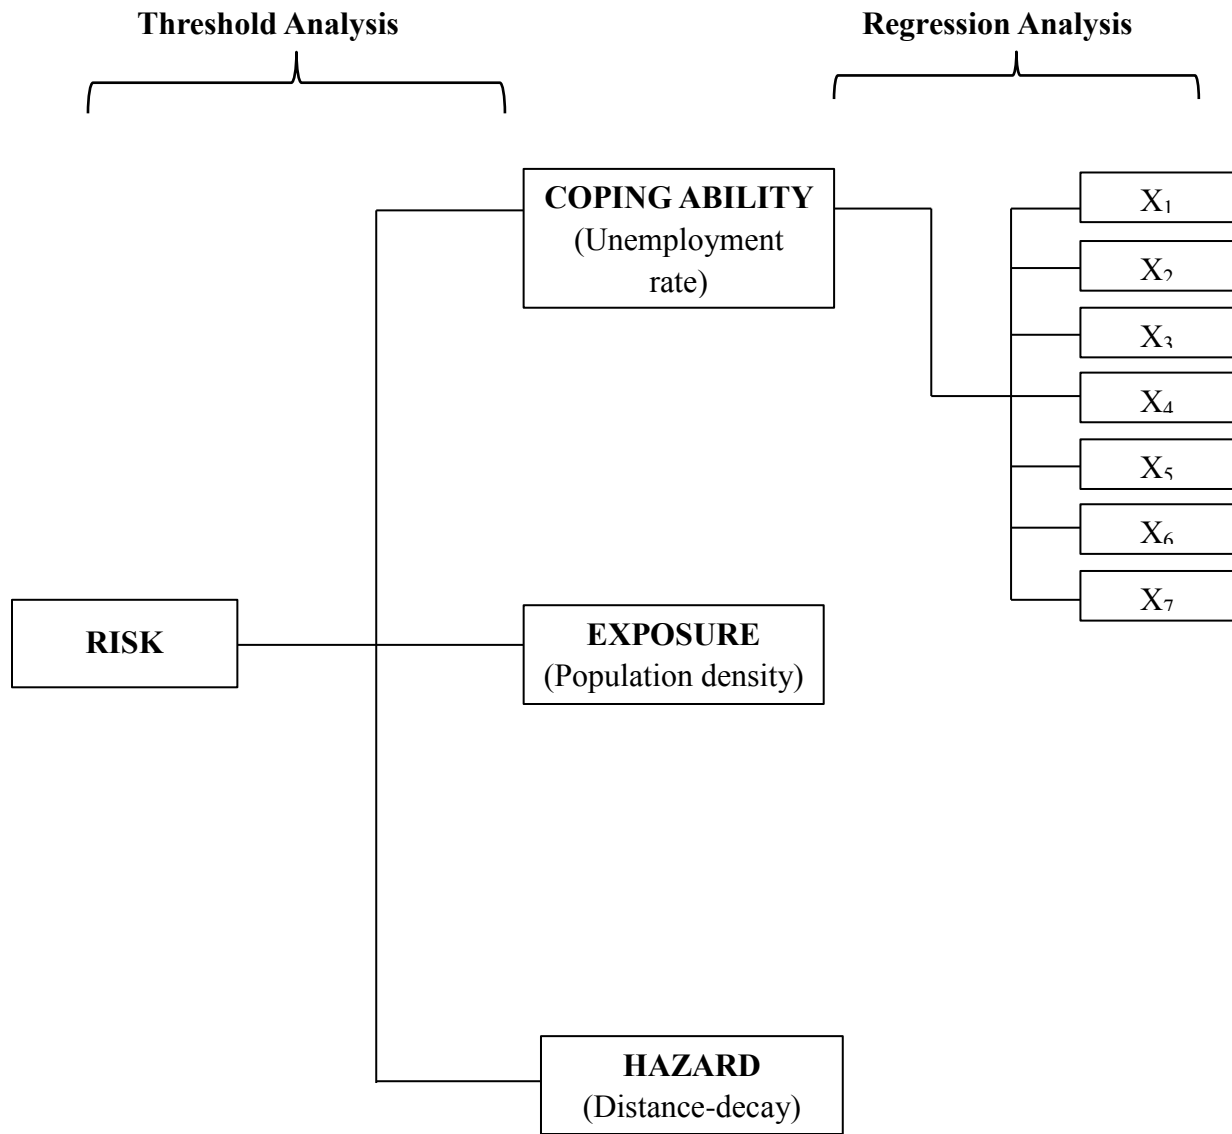 Threshold Analysis
Regression Analysis
COPING ABILITY
(Unemployment
rate)
X₁
X₂
X₃
X₄
X₅
X₆
X₇
RISK
EXPOSURE
(Population density)
HAZARD
(Distance-decay)